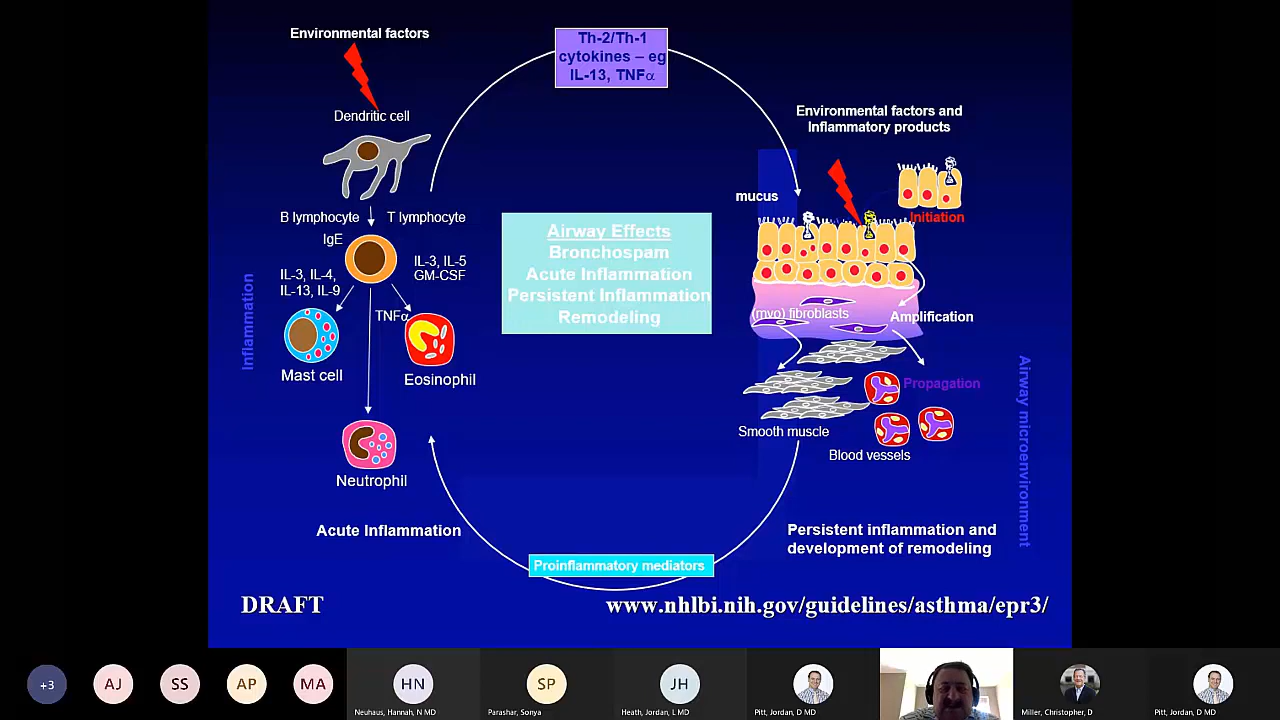 Environmental factors
Dendritic cell
B lymphocyte
T lymphocyte
IgE
IL-3, IL-4,
IL-13, IL-9
IL-3, IL-5
GM-CSF
TNFα
Inflammation
Mast cell
Eosinophil
Neutrophil
Acute Inflammation
Th-2/Th-1
cytokines – eg
IL-13, TNFα
Airway Effects
Bronchospam
Acute Inflammation
Persistent Inflammation
Remodeling
Proinflammatory mediators
Environmental factors and
Inflammatory products
mucus
Initiation
(myo) fibroblasts
Amplification
Propagation
Smooth muscle
Blood vessels
Airway microenvironment
Persistent inflammation and
development of remodeling
DRAFT
www.nhlbi.nih.gov/guidelines/asthma/epr3/
+3
AJ
SS
AP
MA
HN
Neuhaus, Hannah, N MD
SP
Parashar, Sonya
JH
Heath, Jordan, L MD
Pitt, Jordan, D MD
Miller, Christopher, D
Pitt, Jordan, D MD